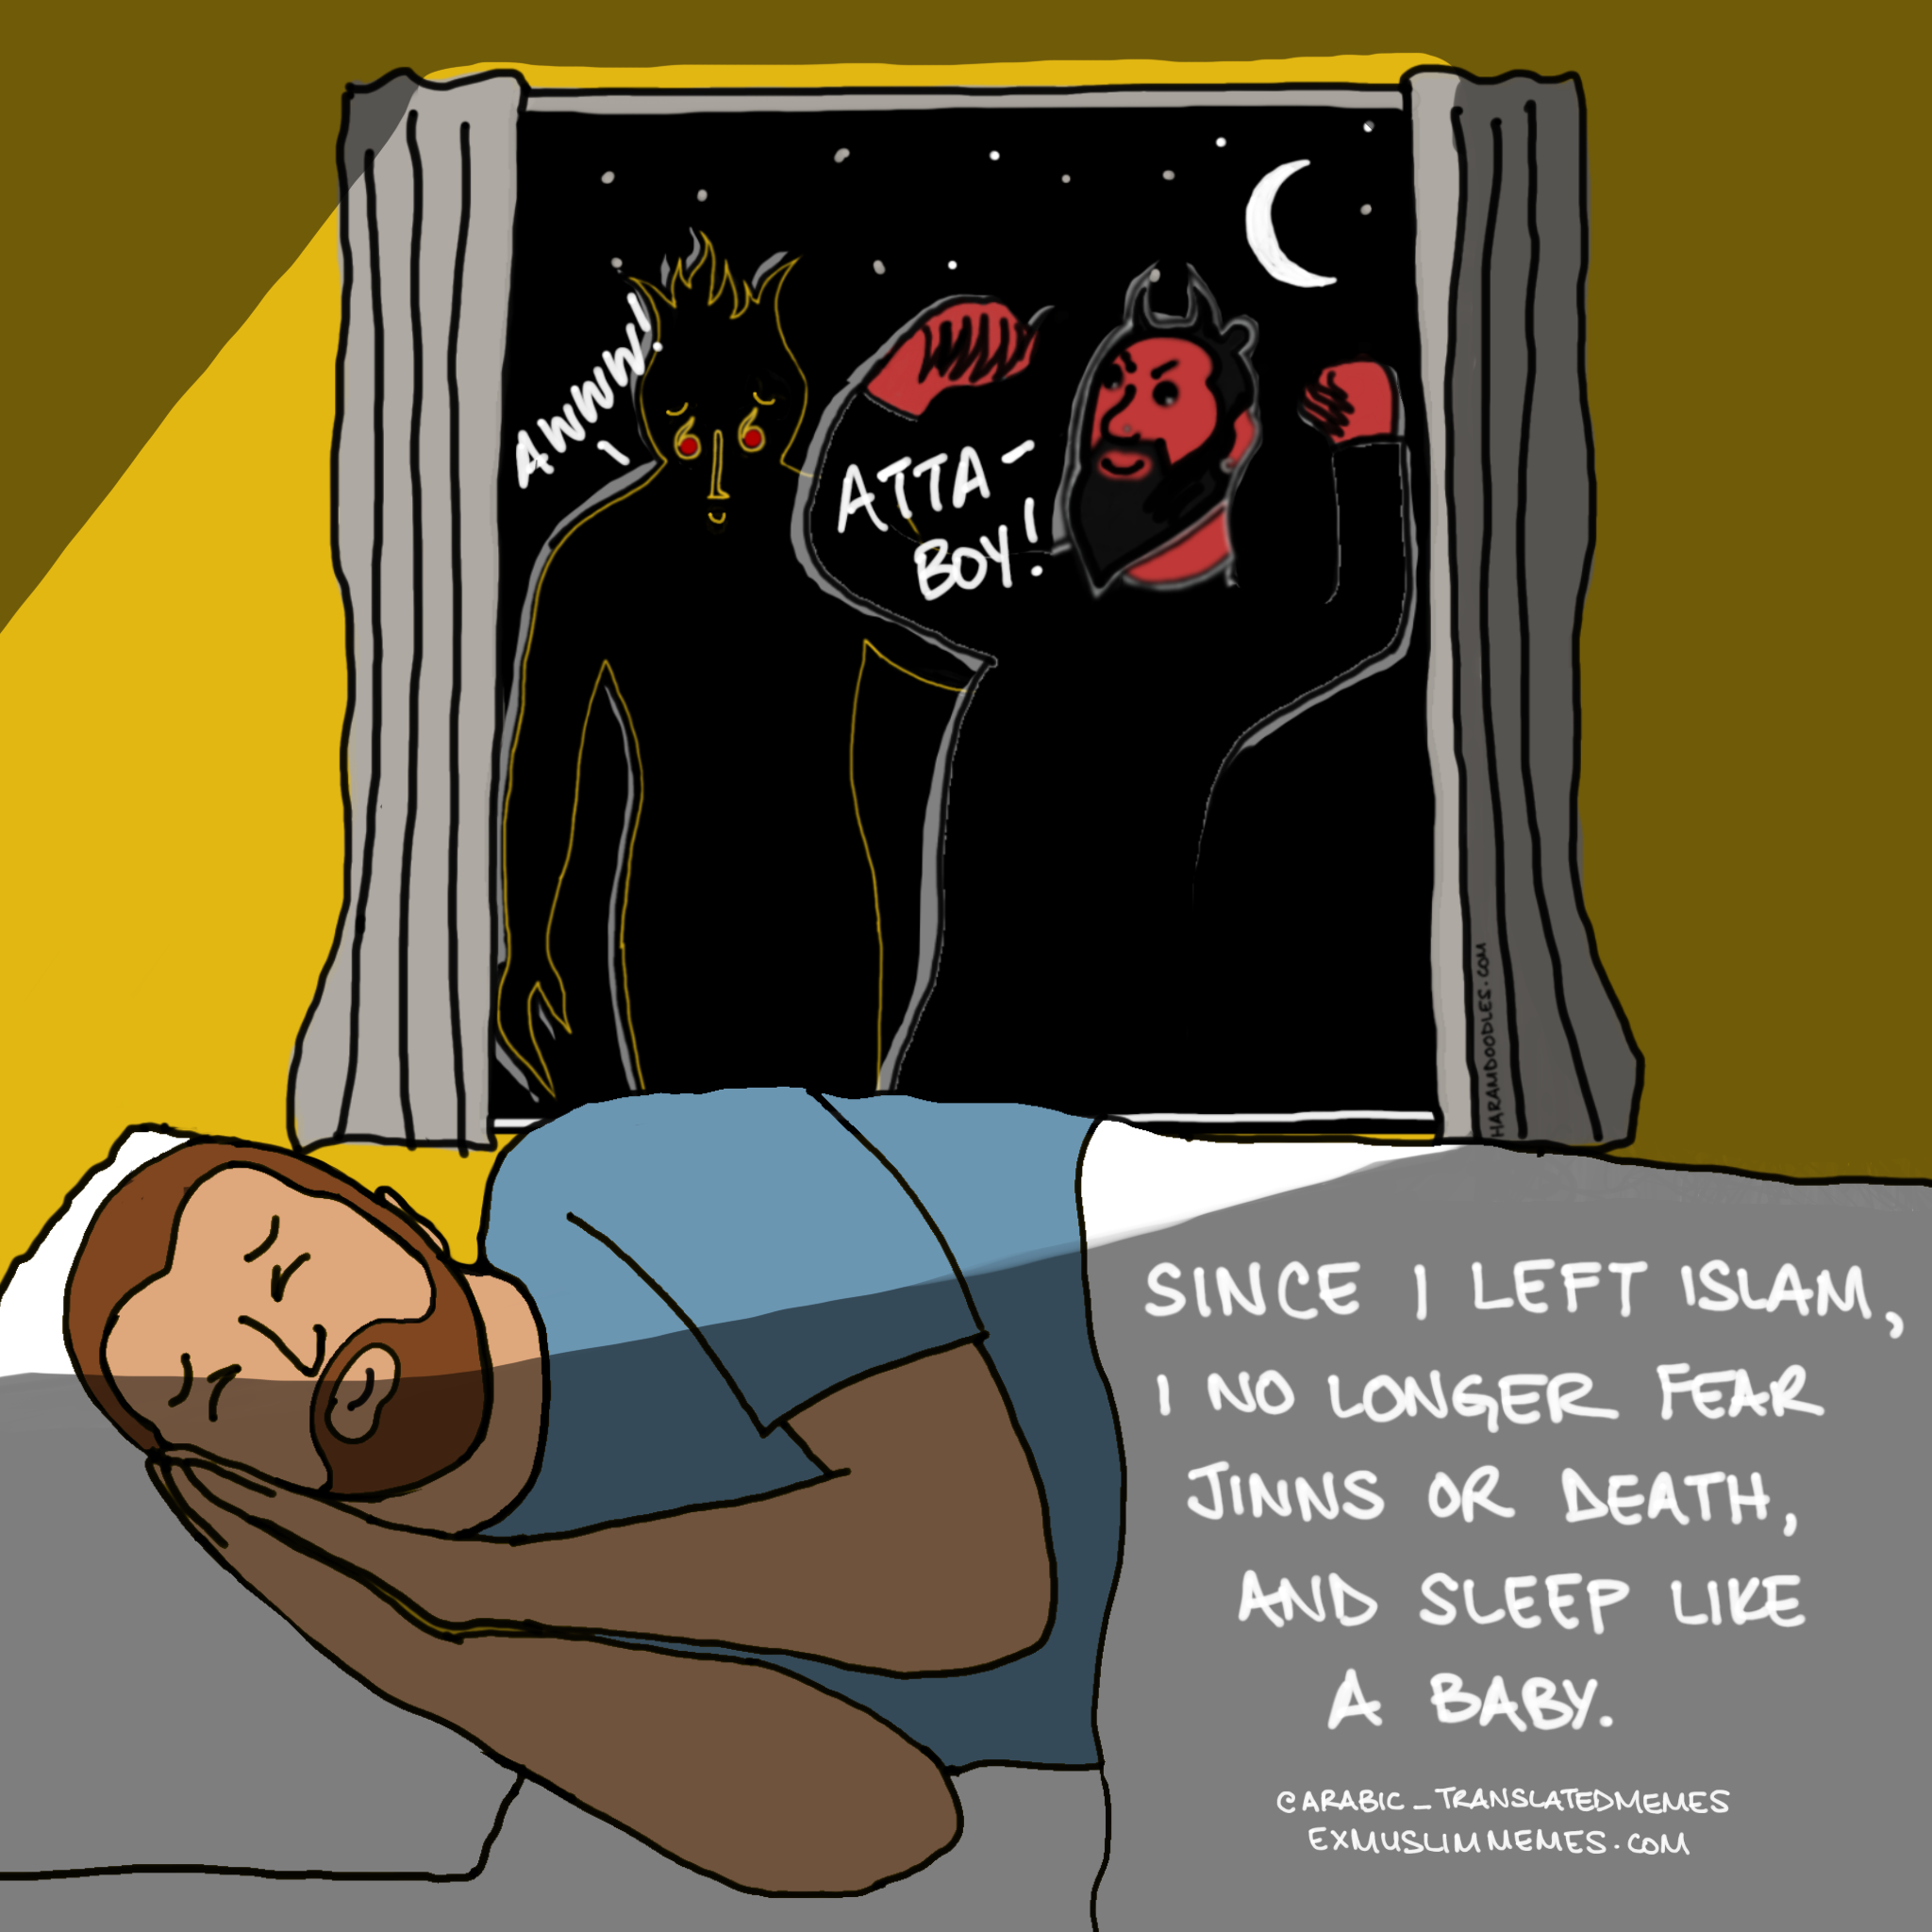 AWWW!
ATTA-
BOY!
HARAMDOODLES.COM
SINCE I LEFT ISLAM,
I NO LONGER FEAR
JINNS OR DEATH,
AND SLEEP LIKE
A BABY.
@ARABIC_TRANSLATEDMEMES
EXMUSLIMMEMES.COM